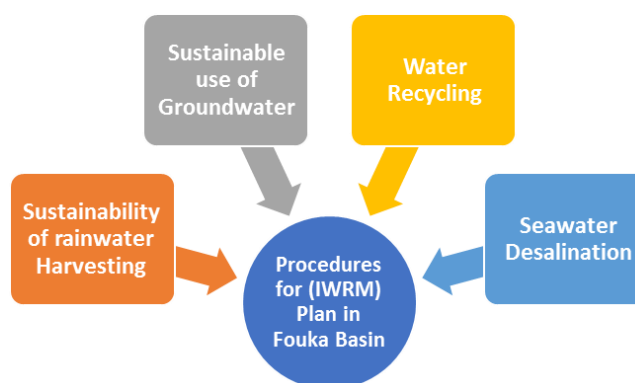 Sustainable
use of
Groundwater
Water
Recycling
Sustainability
of rainwater
Harvesting
Seawater
Desalination
Procedures
for (IWRM)
Plan in
Fouka Basin